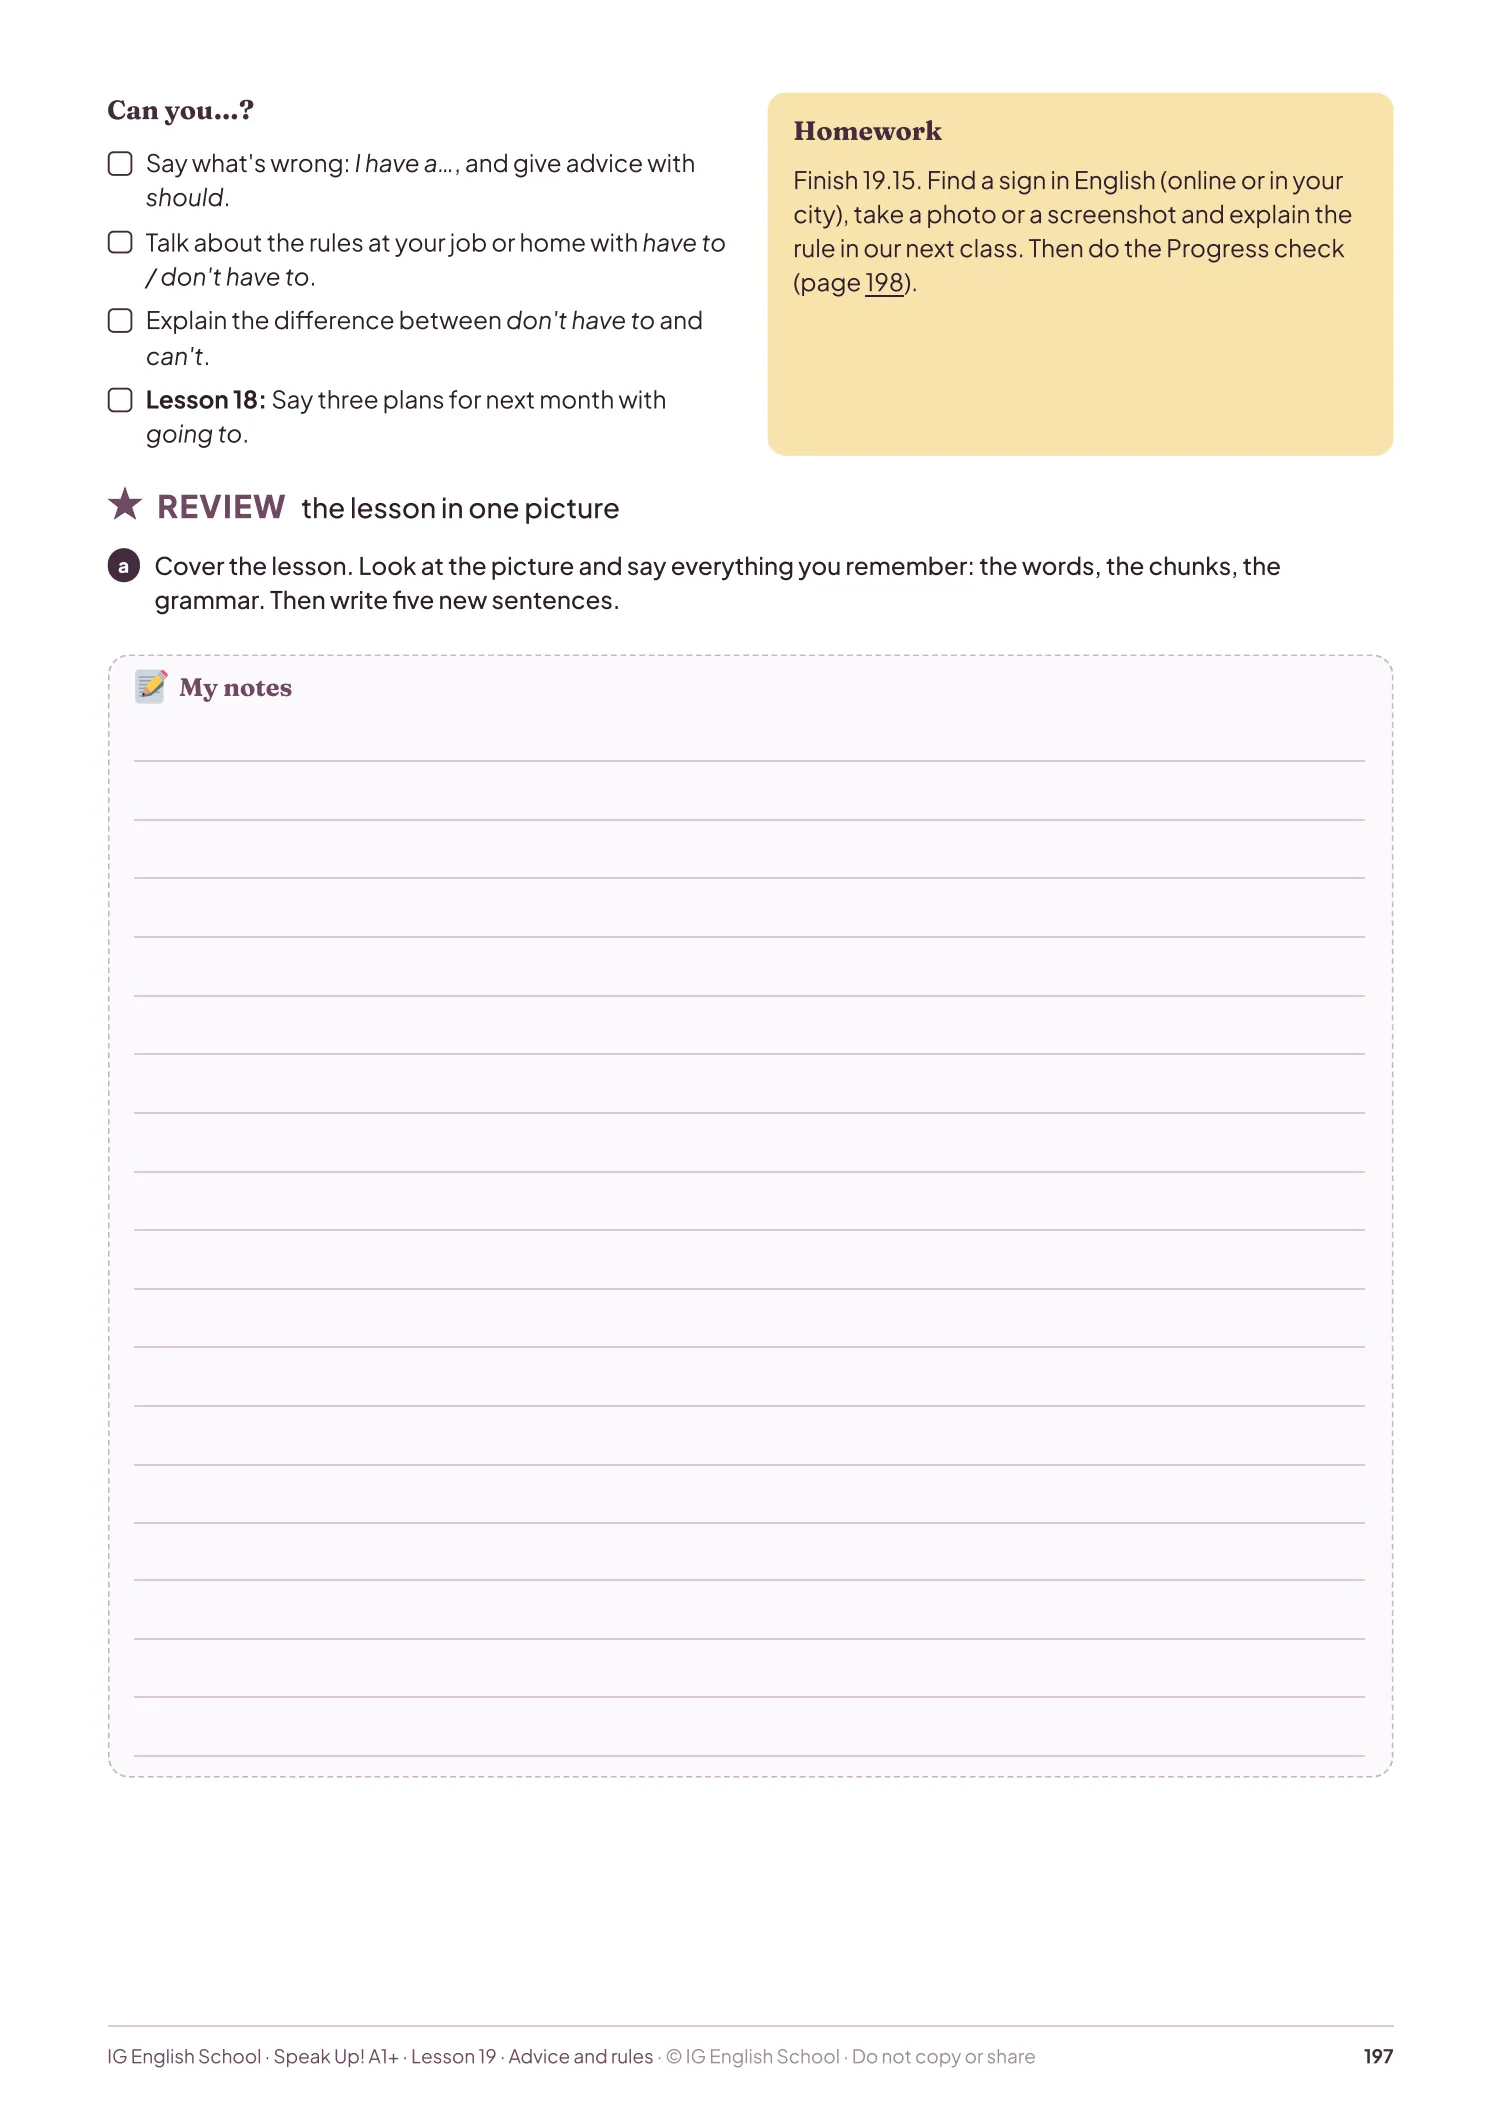 Can you...?
Say what's wrong: I have a..., and give advice with
should.
Talk about the rules at your job or home with have to
/ don't have to.
Explain the difference between don't have to and
can't.
Lesson 18: Say three plans for next month with
going to.
Homework
Finish 19.15. Find a sign in English (online or in your
city), take a photo or a screenshot and explain the
rule in our next class. Then do the Progress check
(page 198).
★ REVIEW the lesson in one picture
a Cover the lesson. Look at the picture and say everything you remember: the words, the chunks, the
grammar. Then write five new sentences.
My notes
IG English School · Speak Up! A1+ · Lesson 19 · Advice and rules · © IG English School · Do not copy or share 197